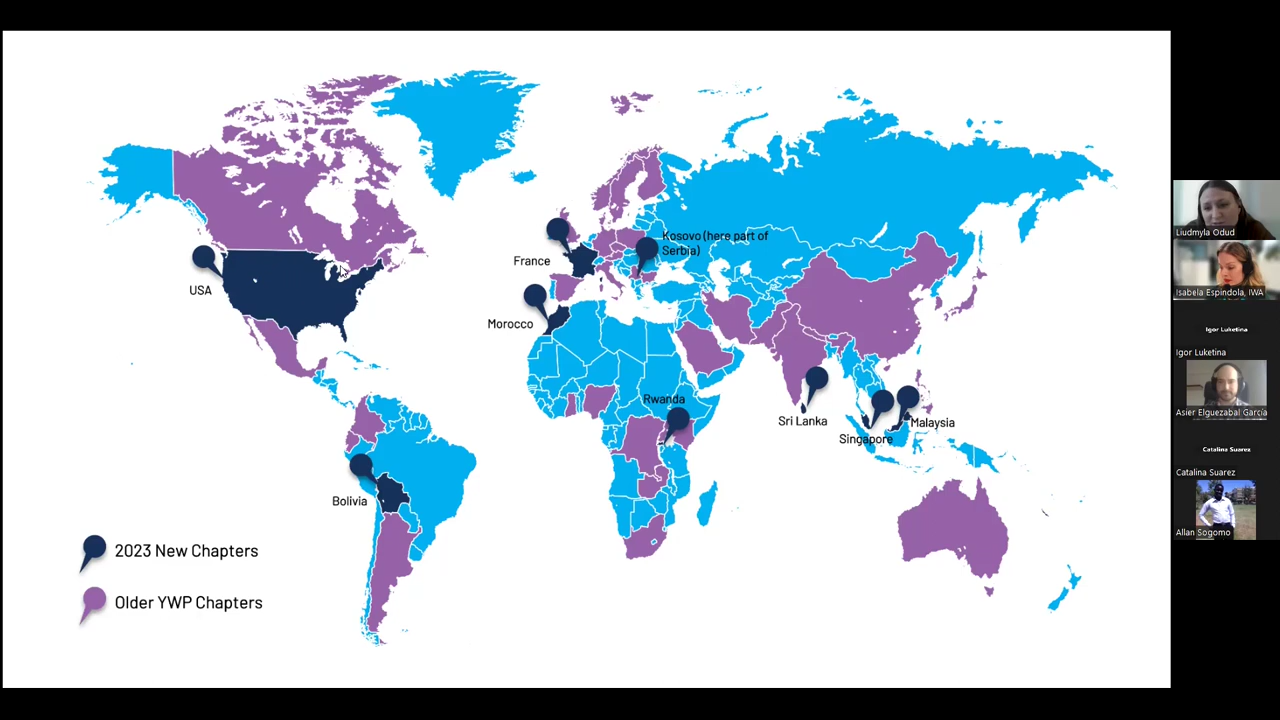 Kosovo (here part of
Serbia)
France
USA
Morocco
Rwanda
Sri Lanka
Malaysia
Singapore
Bolivia
2023 New Chapters
Older YWP Chapters
Liudmyla Odud
Isabela Espindola, IWA
Igor Luketina
Igor Luketina
Asier Elguezabal Garcia
Catalina Suarez
Catalina Suarez
Allan Sogomo